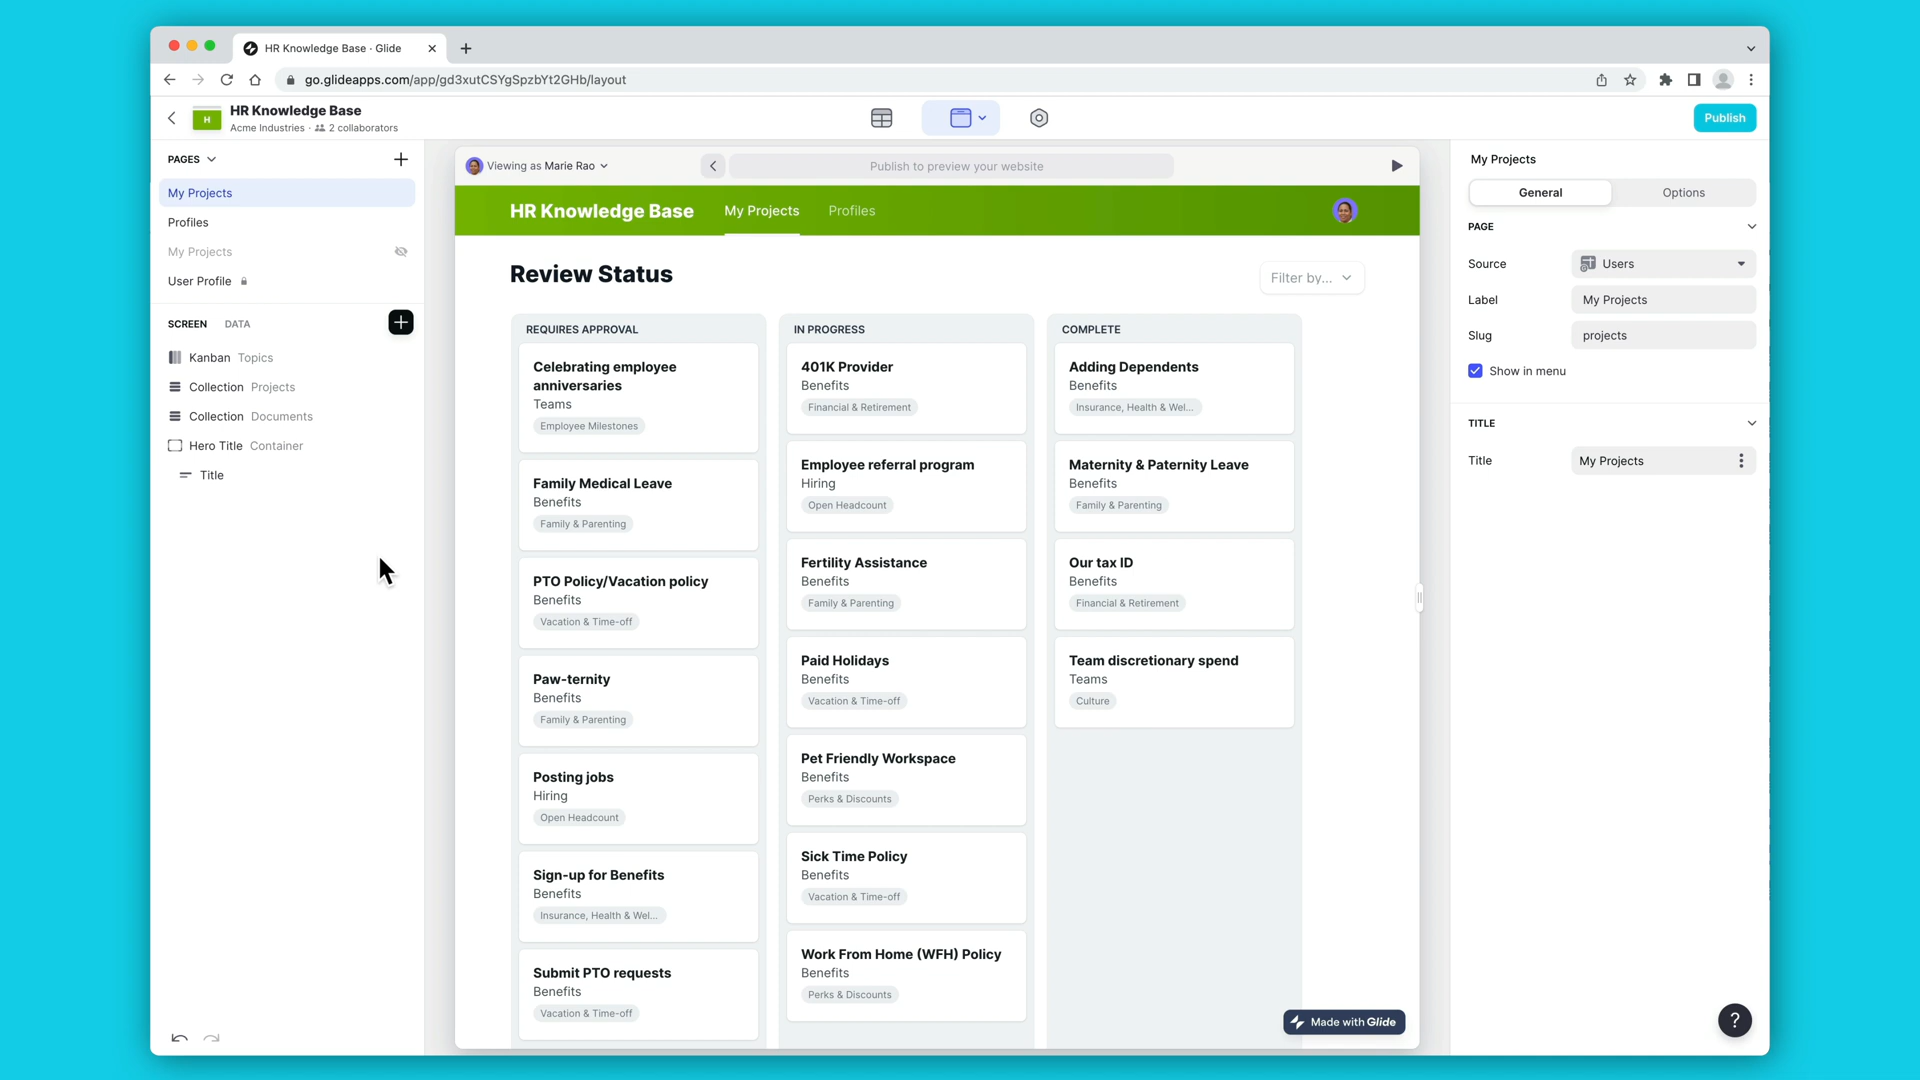 HR Knowledge Base · Glide
go.glideapps.com/app/gd3xutCSYgSpzbYt2GHb/layout
H
HR Knowledge Base
Acme Industries · 2 collaborators
Publish
PAGES
My Projects
Profiles
My Projects
User Profile
SCREEN DATA
Kanban Topics
Collection Projects
Collection Documents
Hero Title Container
Title
Viewing as Marie Rao
Publish to preview your website
HR Knowledge Base My Projects Profiles
Review Status
Filter by...
REQUIRES APPROVAL
Celebrating employee
anniversaries
Teams
Employee Milestones
Family Medical Leave
Benefits
Family & Parenting
PTO Policy/Vacation policy
Benefits
Vacation & Time-off
Paw-ternity
Benefits
Family & Parenting
Posting jobs
Hiring
Open Headcount
Sign-up for Benefits
Benefits
Insurance, Health & Wel...
Submit PTO requests
Benefits
Vacation & Time-off
IN PROGRESS
401K Provider
Benefits
Financial & Retirement
Employee referral program
Hiring
Open Headcount
Fertility Assistance
Benefits
Family & Parenting
Paid Holidays
Benefits
Vacation & Time-off
Pet Friendly Workspace
Benefits
Perks & Discounts
Sick Time Policy
Benefits
Vacation & Time-off
Work From Home (WFH) Policy
Benefits
Perks & Discounts
COMPLETE
Adding Dependents
Benefits
Insurance, Health & Wel...
Maternity & Paternity Leave
Benefits
Family & Parenting
Our tax ID
Benefits
Financial & Retirement
Team discretionary spend
Teams
Culture
Made with Glide
My Projects
General Options
PAGE
Source Users
Label My Projects
Slug projects
Show in menu
TITLE
Title My Projects
?